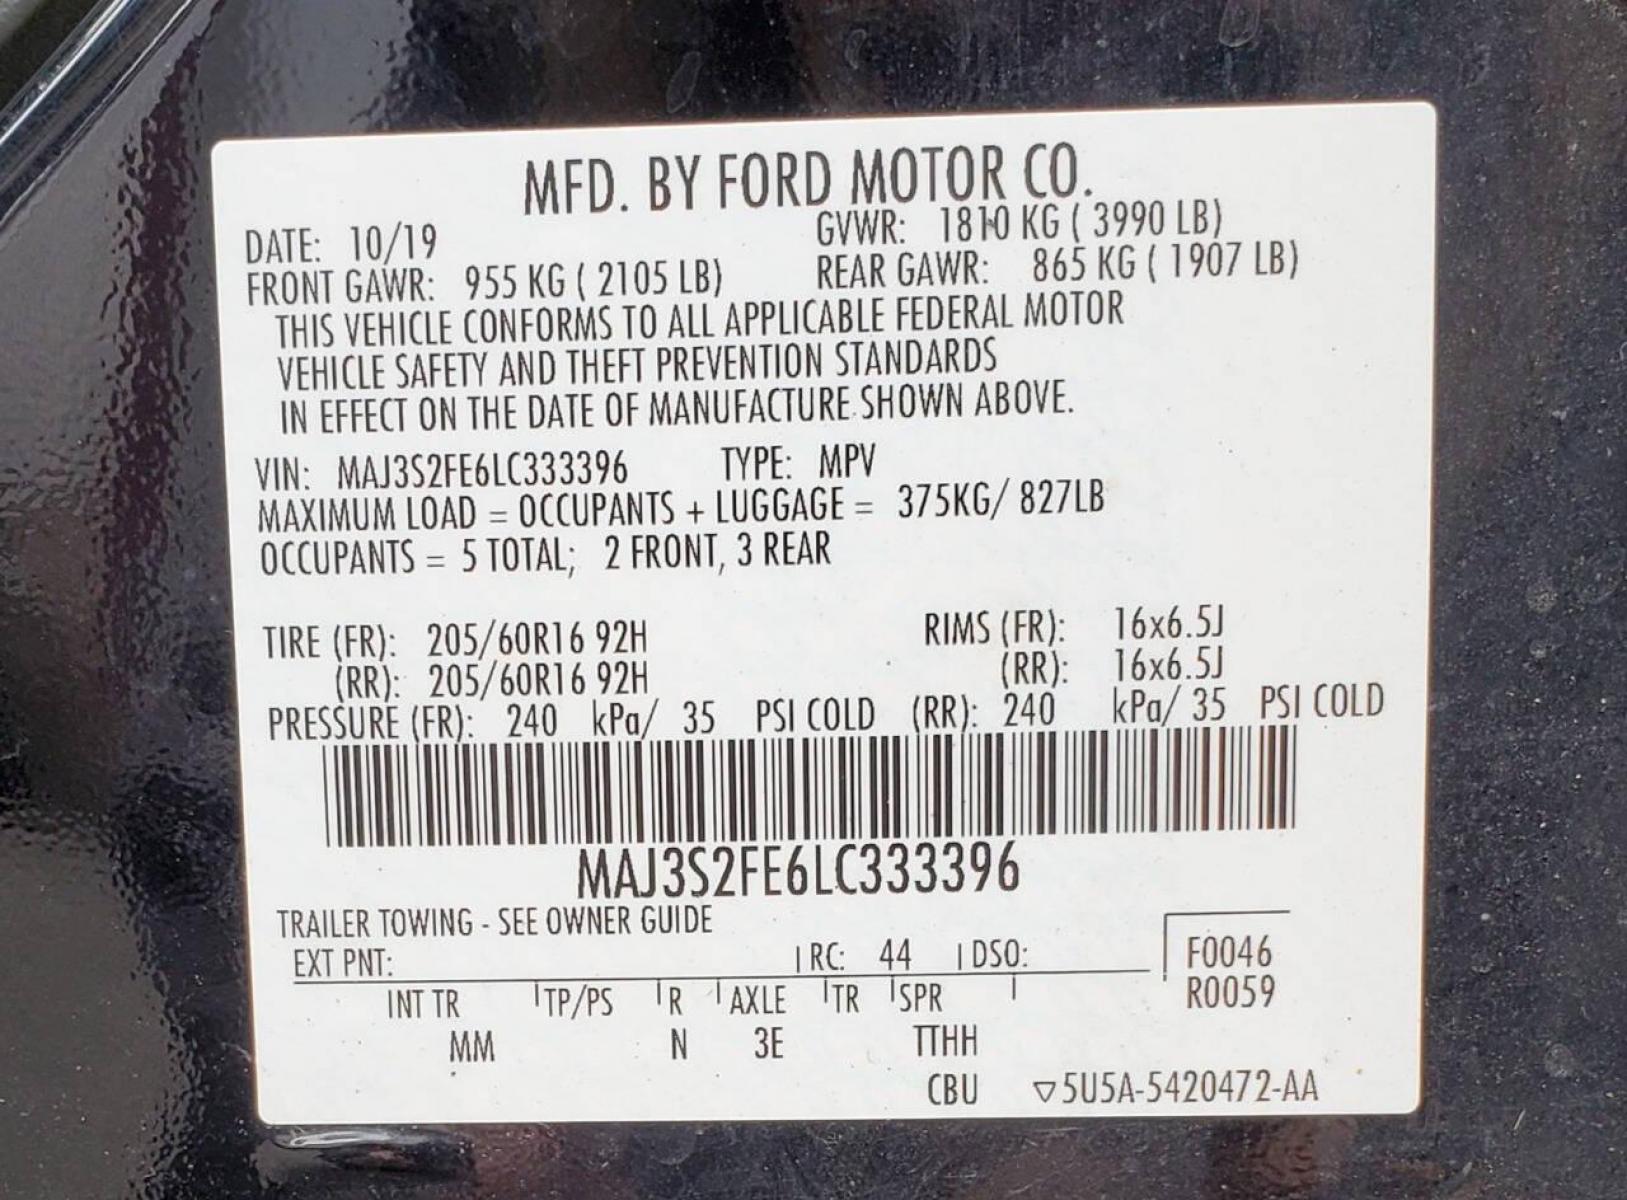 MFD. BY FORD MOTOR CO.
DATE: 10/19 GVWR: 1810 KG ( 3990 LB)
FRONT GAWR: 955 KG ( 2105 LB) REAR GAWR: 865 KG ( 1907 LB)
THIS VEHICLE CONFORMS TO ALL APPLICABLE FEDERAL MOTOR
VEHICLE SAFETY AND THEFT PREVENTION STANDARDS
IN EFFECT ON THE DATE OF MANUFACTURE SHOWN ABOVE.
VIN: MAJ3S2FE6LC333396 TYPE: MPV
MAXIMUM LOAD = OCCUPANTS + LUGGAGE = 375KG/ 827LB
OCCUPANTS = 5 TOTAL; 2 FRONT, 3 REAR
TIRE (FR): 205/60R16 92H RIMS (FR): 16x6.5J
(RR): 205/60R16 92H (RR): 16x6.5J
PRESSURE (FR): 240 kPa/ 35 PSI COLD (RR): 240 kPa/ 35 PSI COLD
MAJ3S2FE6LC333396
TRAILER TOWING - SEE OWNER GUIDE
EXT PNT: RC: 44 DSO: F0046
INT TR TP/PS R AXLE TR SPR R0059
MM N 3E TTHH
CBU ▽5U5A-5420472-AA